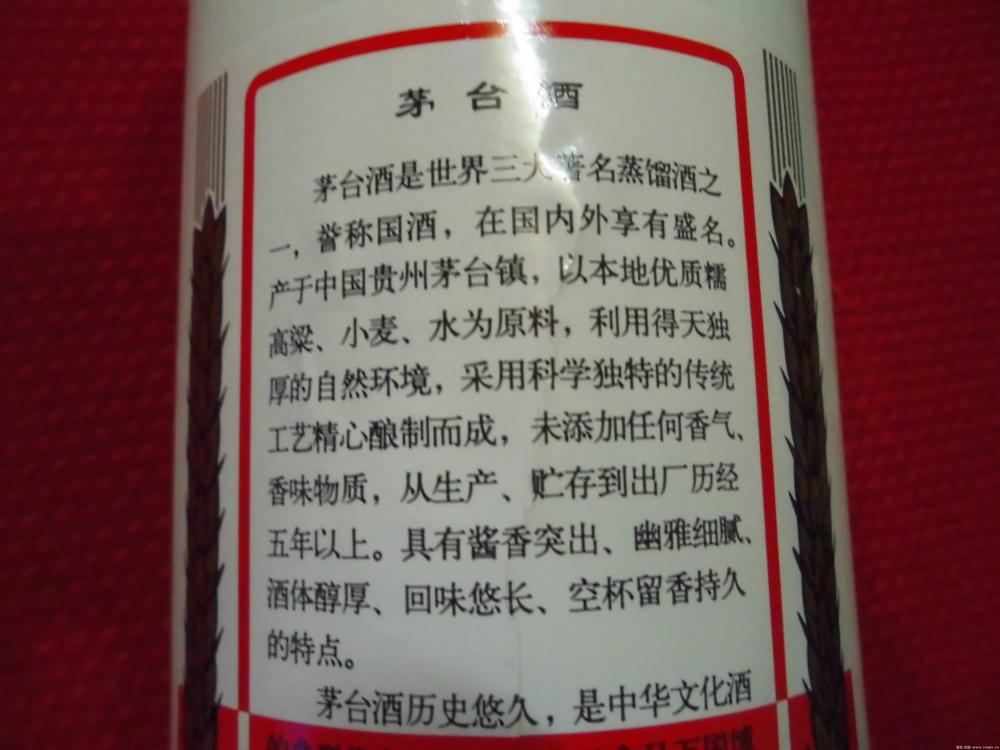 茅台酒
茅台酒是世界三大著名蒸馏酒之
一，誉称国酒，在国内外享有盛名。
产于中国贵州茅台镇，以本地优质糯
高粱、小麦、水为原料，利用得天独
厚的自然环境，采用科学独特的传统
工艺精心酿制而成，未添加任何香气、
香味物质，从生产、贮存到出厂历经
五年以上。具有酱香突出、幽雅细腻、
酒体醇厚、回味悠长、空杯留香持久
的特点。
茅台酒历史悠久，是中华文化酒